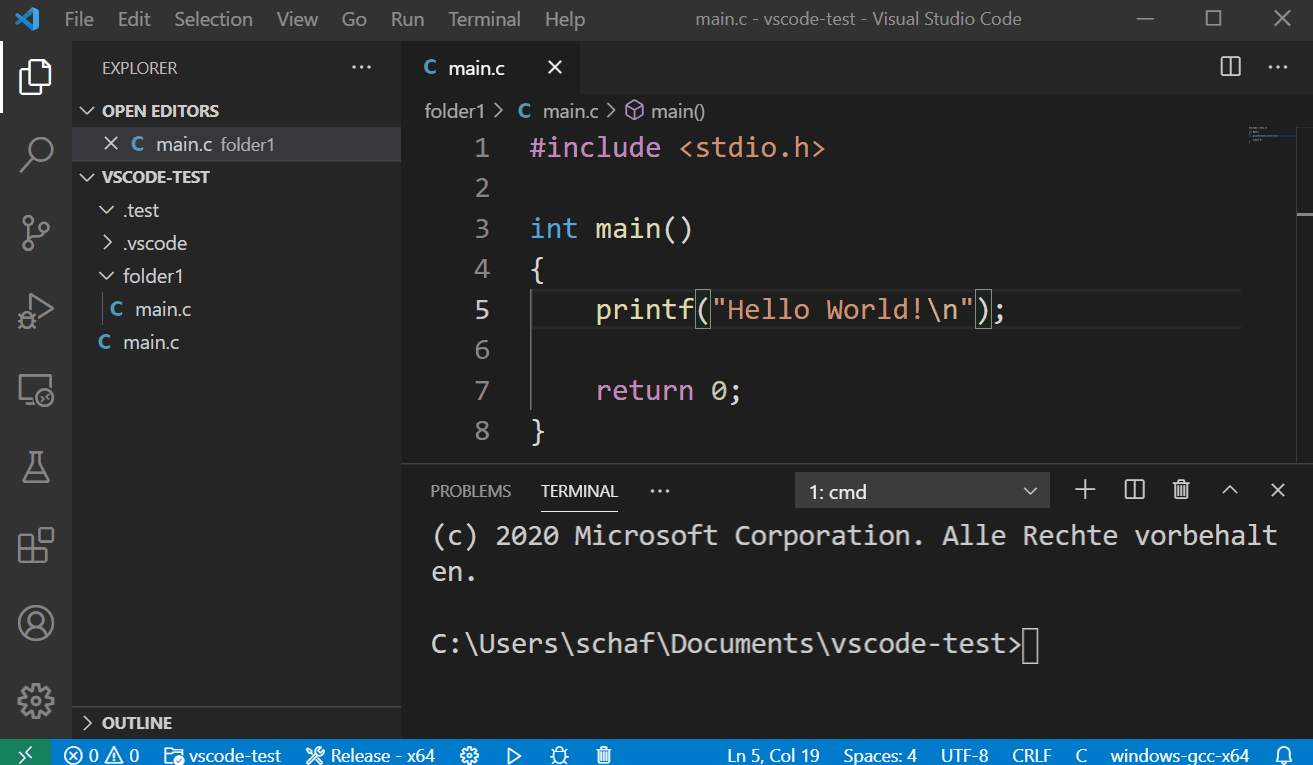 File Edit Selection View Go Run Terminal Help main.c - vscode-test - Visual Studio Code
EXPLORER
OPEN EDITORS
main.c folder1
VSCODE-TEST
.test
.vscode
folder1
C main.c
C main.c
OUTLINE
C main.c
folder1 > C main.c > main()
1 #include <stdio.h>
2
3 int main()
4 {
5     printf("Hello World!\n");
6
7     return 0;
8 }
PROBLEMS TERMINAL 1: cmd
(c) 2020 Microsoft Corporation. Alle Rechte vorbehalt
en.
C:\Users\schaf\Documents\vscode-test>
0 0 vscode-test Release - x64 Ln 5, Col 19 Spaces: 4 UTF-8 CRLF C windows-gcc-x64